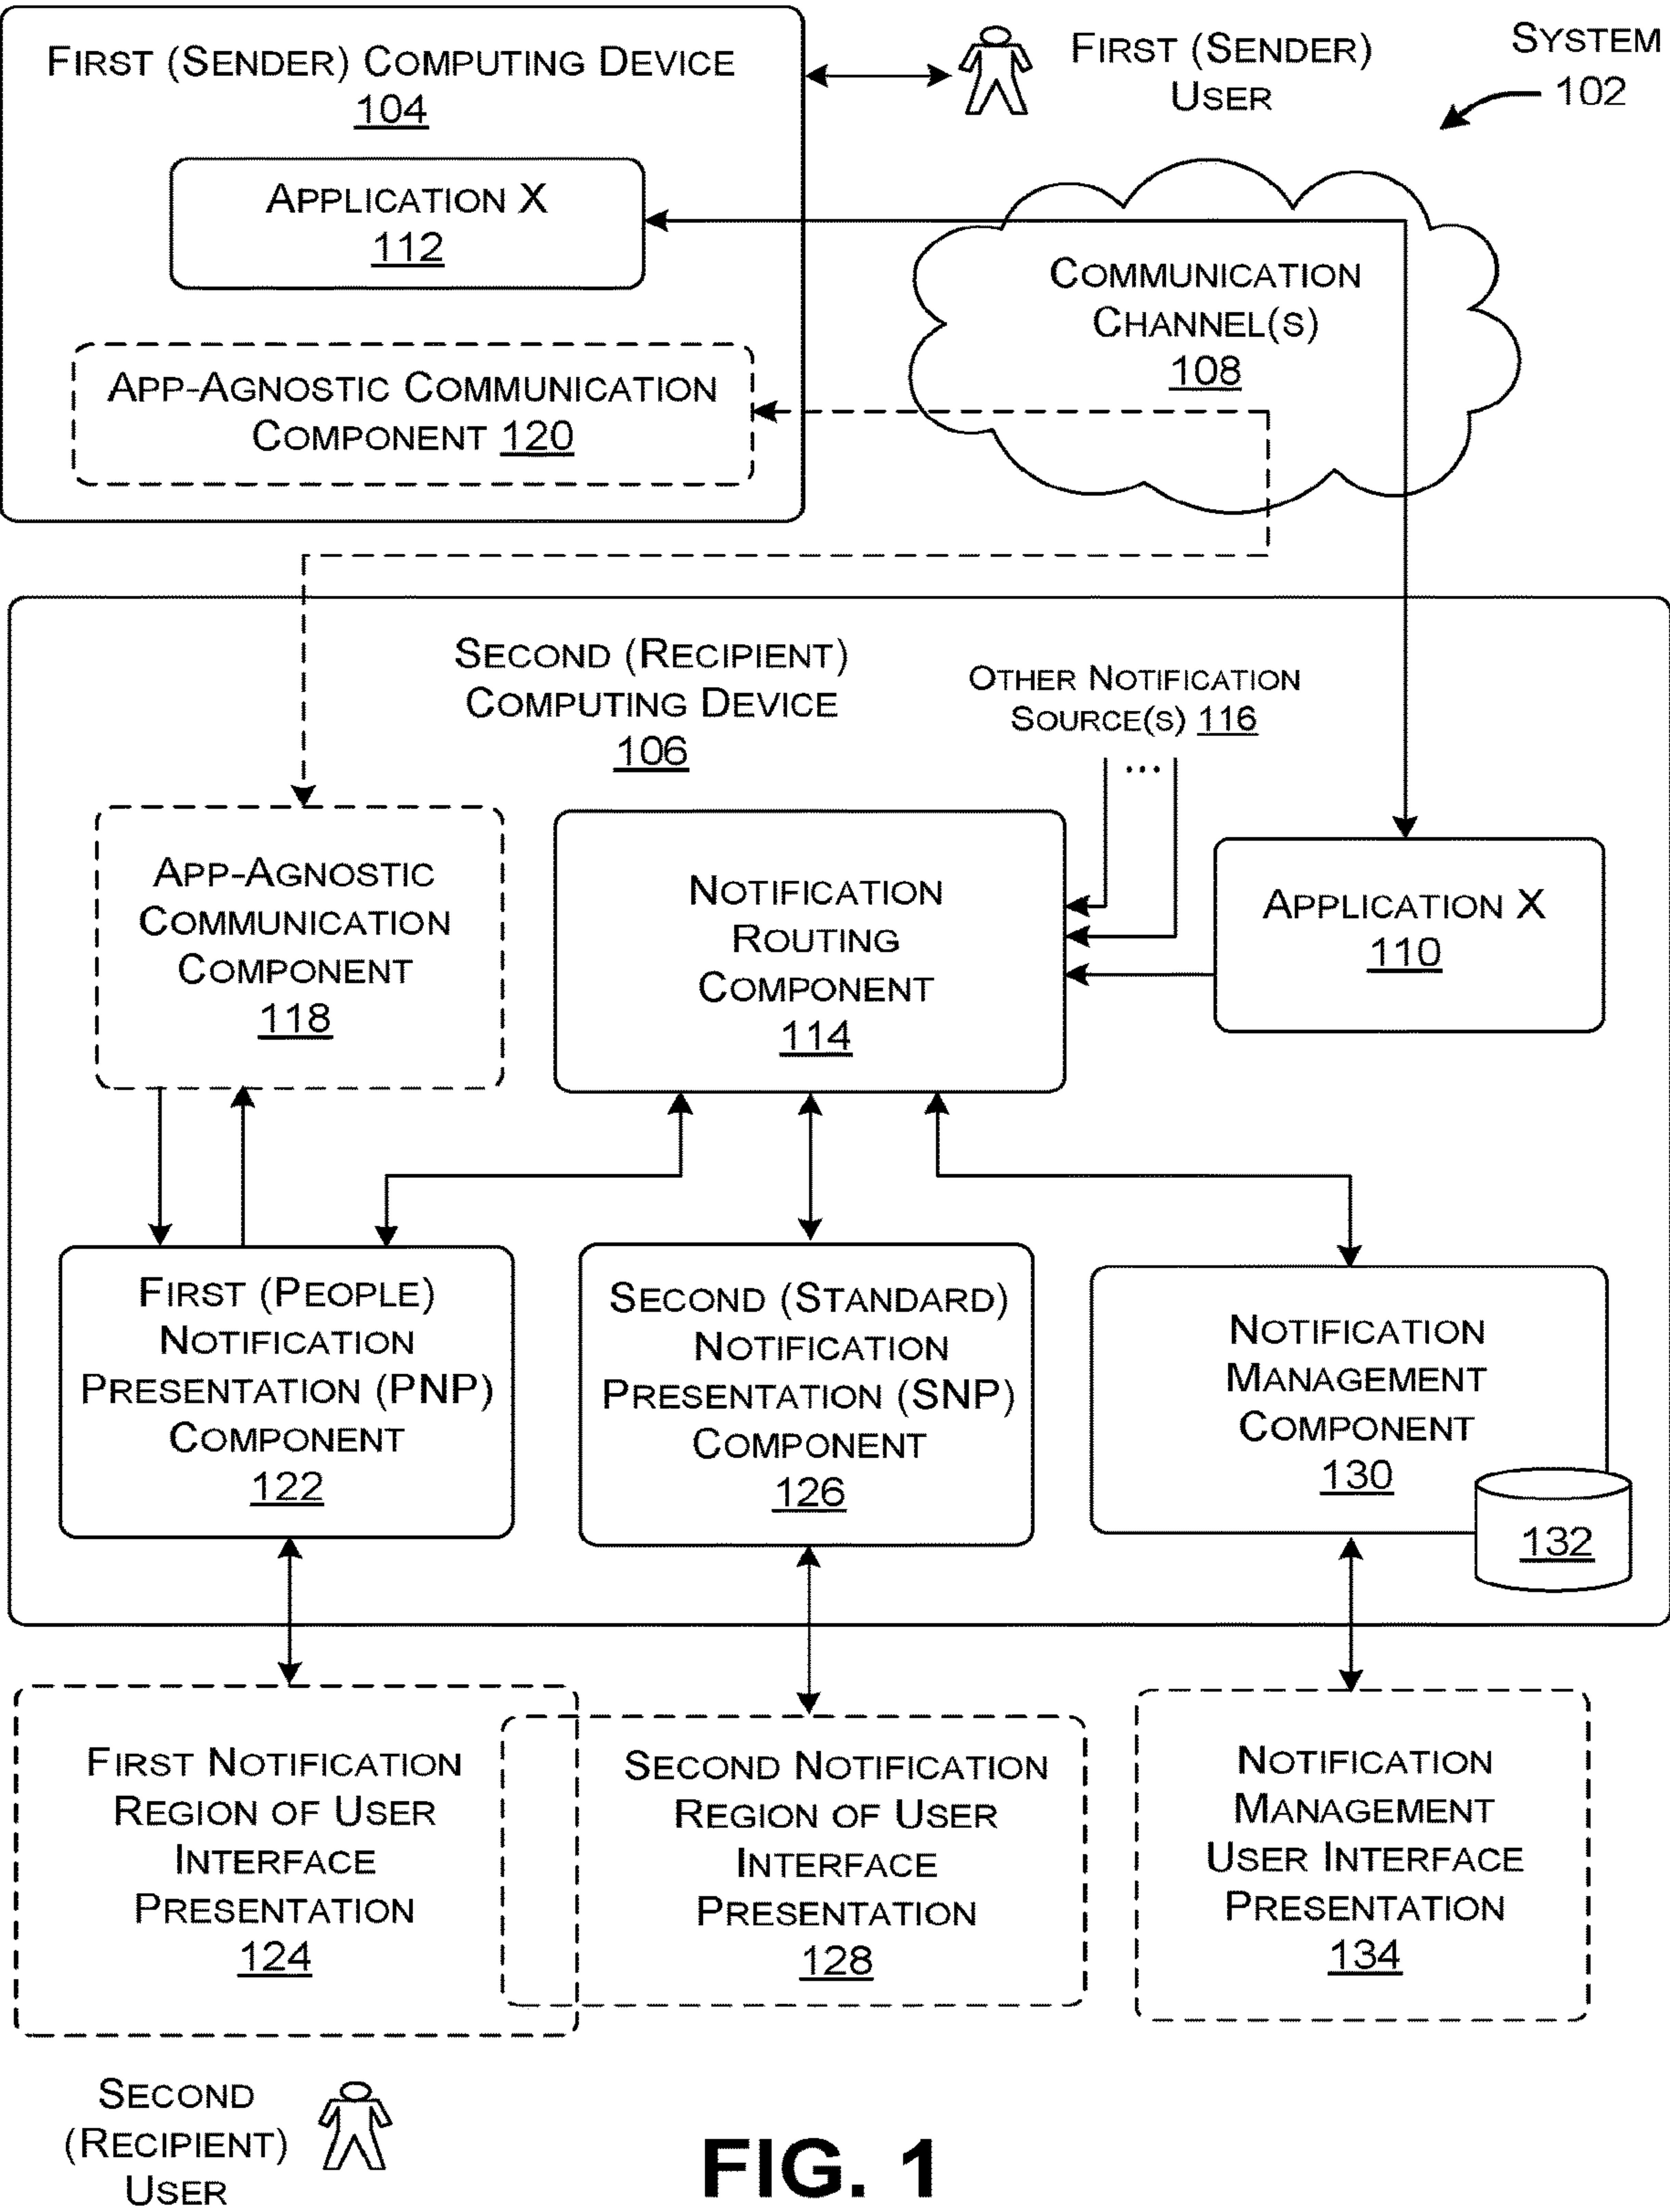 FIRST (SENDER) COMPUTING DEVICE
104
FIRST (SENDER)
USER
SYSTEM
102
APPLICATION X
112
COMMUNICATION
CHANNEL(S)
108
APP-AGNOSTIC COMMUNICATION
COMPONENT 120
SECOND (RECIPIENT)
COMPUTING DEVICE
106
OTHER NOTIFICATION
SOURCE(S) 116
...
APP-AGNOSTIC
COMMUNICATION
COMPONENT
118
NOTIFICATION
ROUTING
COMPONENT
114
APPLICATION X
110
FIRST (PEOPLE)
NOTIFICATION
PRESENTATION (PNP)
COMPONENT
122
SECOND (STANDARD)
NOTIFICATION
PRESENTATION (SNP)
COMPONENT
126
NOTIFICATION
MANAGEMENT
COMPONENT
130
132
FIRST NOTIFICATION
REGION OF USER
INTERFACE
PRESENTATION
124
SECOND NOTIFICATION
REGION OF USER
INTERFACE
PRESENTATION
128
NOTIFICATION
MANAGEMENT
USER INTERFACE
PRESENTATION
134
SECOND
(RECIPIENT)
USER
FIG. 1